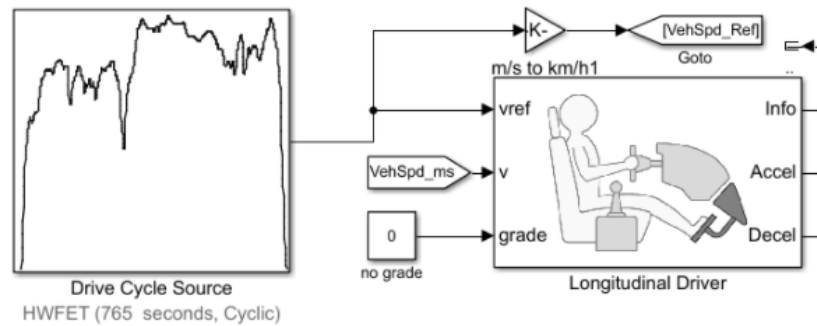 K-
[VehSpd_Ref]
Goto
m/s to km/h1
..
vref
Info
VehSpd_ms
v
Accel
0
grade
Decel
no grade
Drive Cycle Source
Longitudinal Driver
HWFET (765 seconds, Cyclic)